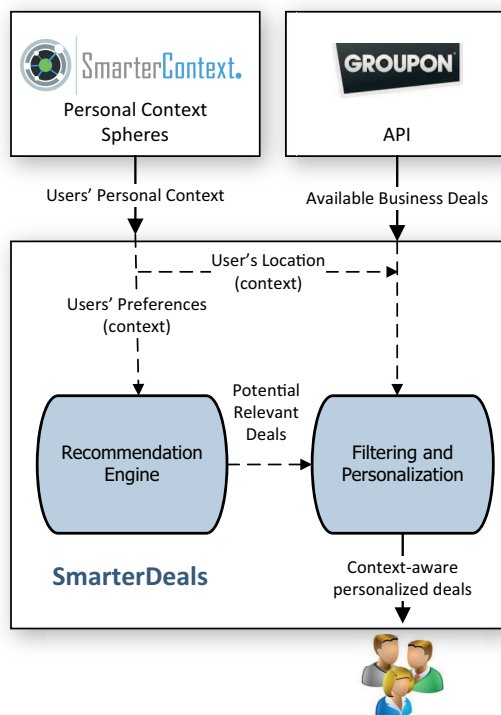 SmarterContext.
Personal Context
Spheres
GROUPON
API
Users' Personal Context
Available Business Deals
User's Location
(context)
Users' Preferences
(context)
Potential
Relevant
Deals
Recommendation
Engine
Filtering and
Personalization
SmarterDeals
Context-aware
personalized deals